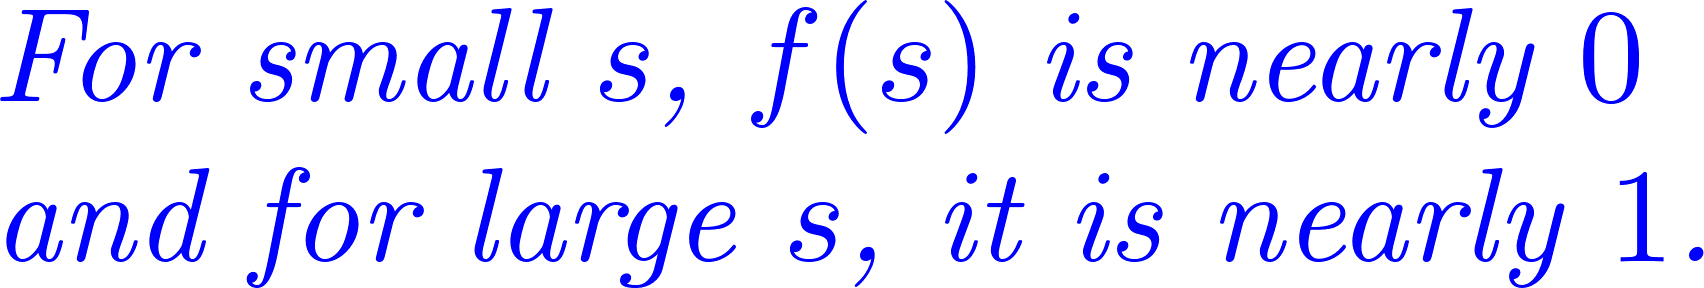 For small s, f(s) is nearly 0
and for large s, it is nearly 1.